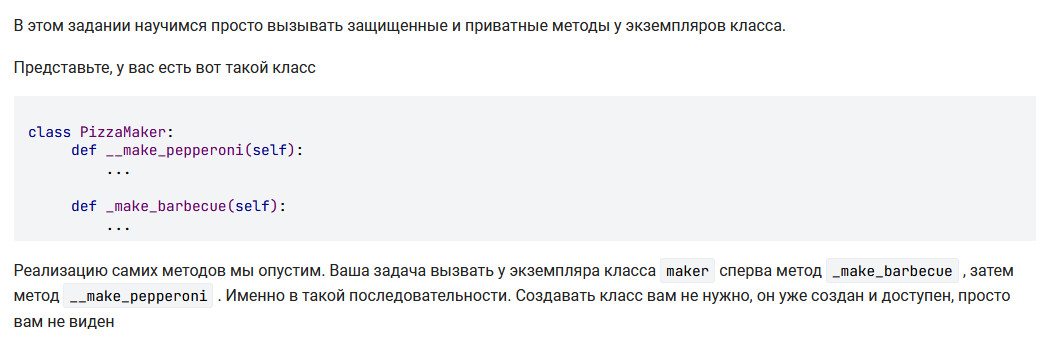 В этом задании научимся просто вызывать защищенные и приватные методы у экземпляров класса.
Представьте, у вас есть вот такой класс
class PizzaMaker:
    def __make_pepperoni(self):
        ...
    def _make_barbecue(self):
        ...
Реализацию самих методов мы опустим. Ваша задача вызвать у экземпляра класса maker сперва метод _make_barbecue , затем
метод __make_pepperoni . Именно в такой последовательности. Создавать класс вам не нужно, он уже создан и доступен, просто
вам не виден